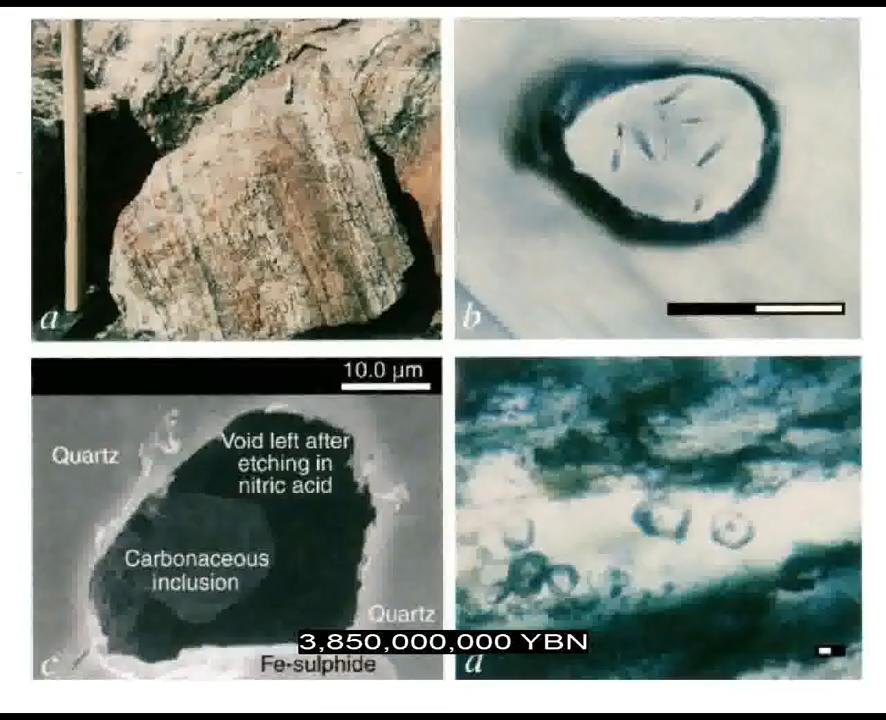 a
b
10.0 µm
Quartz
Void left after
etching in
nitric acid
Carbonaceous
inclusion
Quartz
3,850,000,000 YBN
Fe-sulphide
c
d